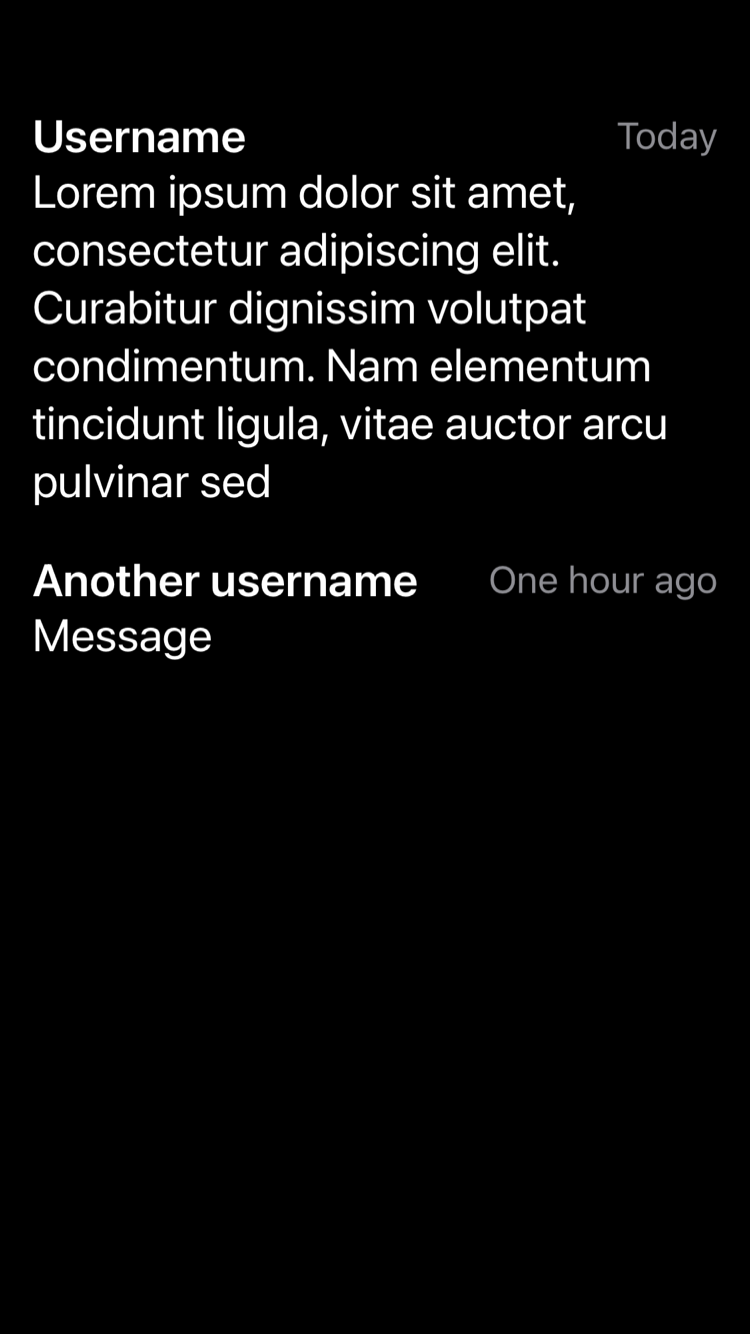 Username
Today
Lorem ipsum dolor sit amet,
consectetur adipiscing elit.
Curabitur dignissim volutpat
condimentum. Nam elementum
tincidunt ligula, vitae auctor arcu
pulvinar sed
Another username
One hour ago
Message